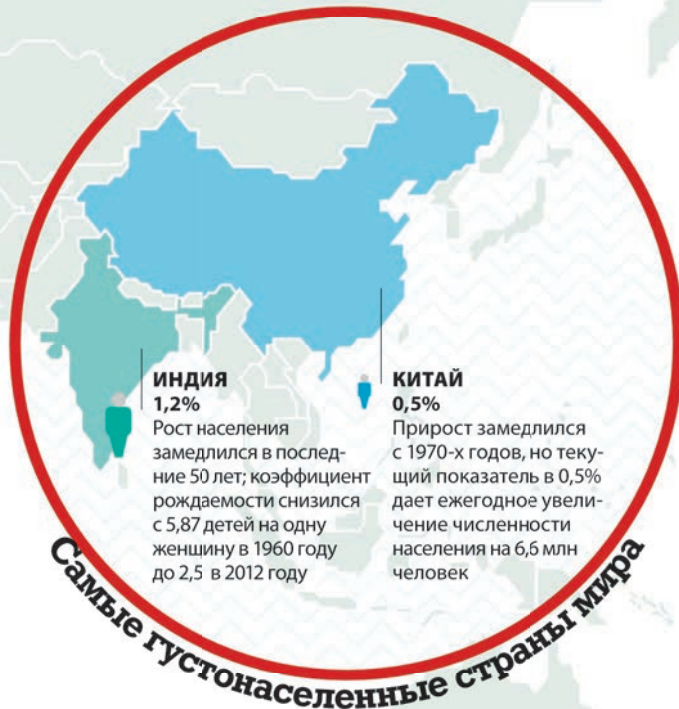 ИНДИЯ
1,2%
Рост населения
замедлился в послед-
ние 50 лет; коэффициент
рождаемости снизился
с 5,87 детей на одну
женщину в 1960 году
до 2,5 в 2012 году
КИТАЙ
0,5%
Прирост замедлился
с 1970-х годов, но теку-
щий показатель в 0,5%
дает ежегодное увели-
чение численности
населения на 6,6 млн
человек
Самые густонаселенные страны мира